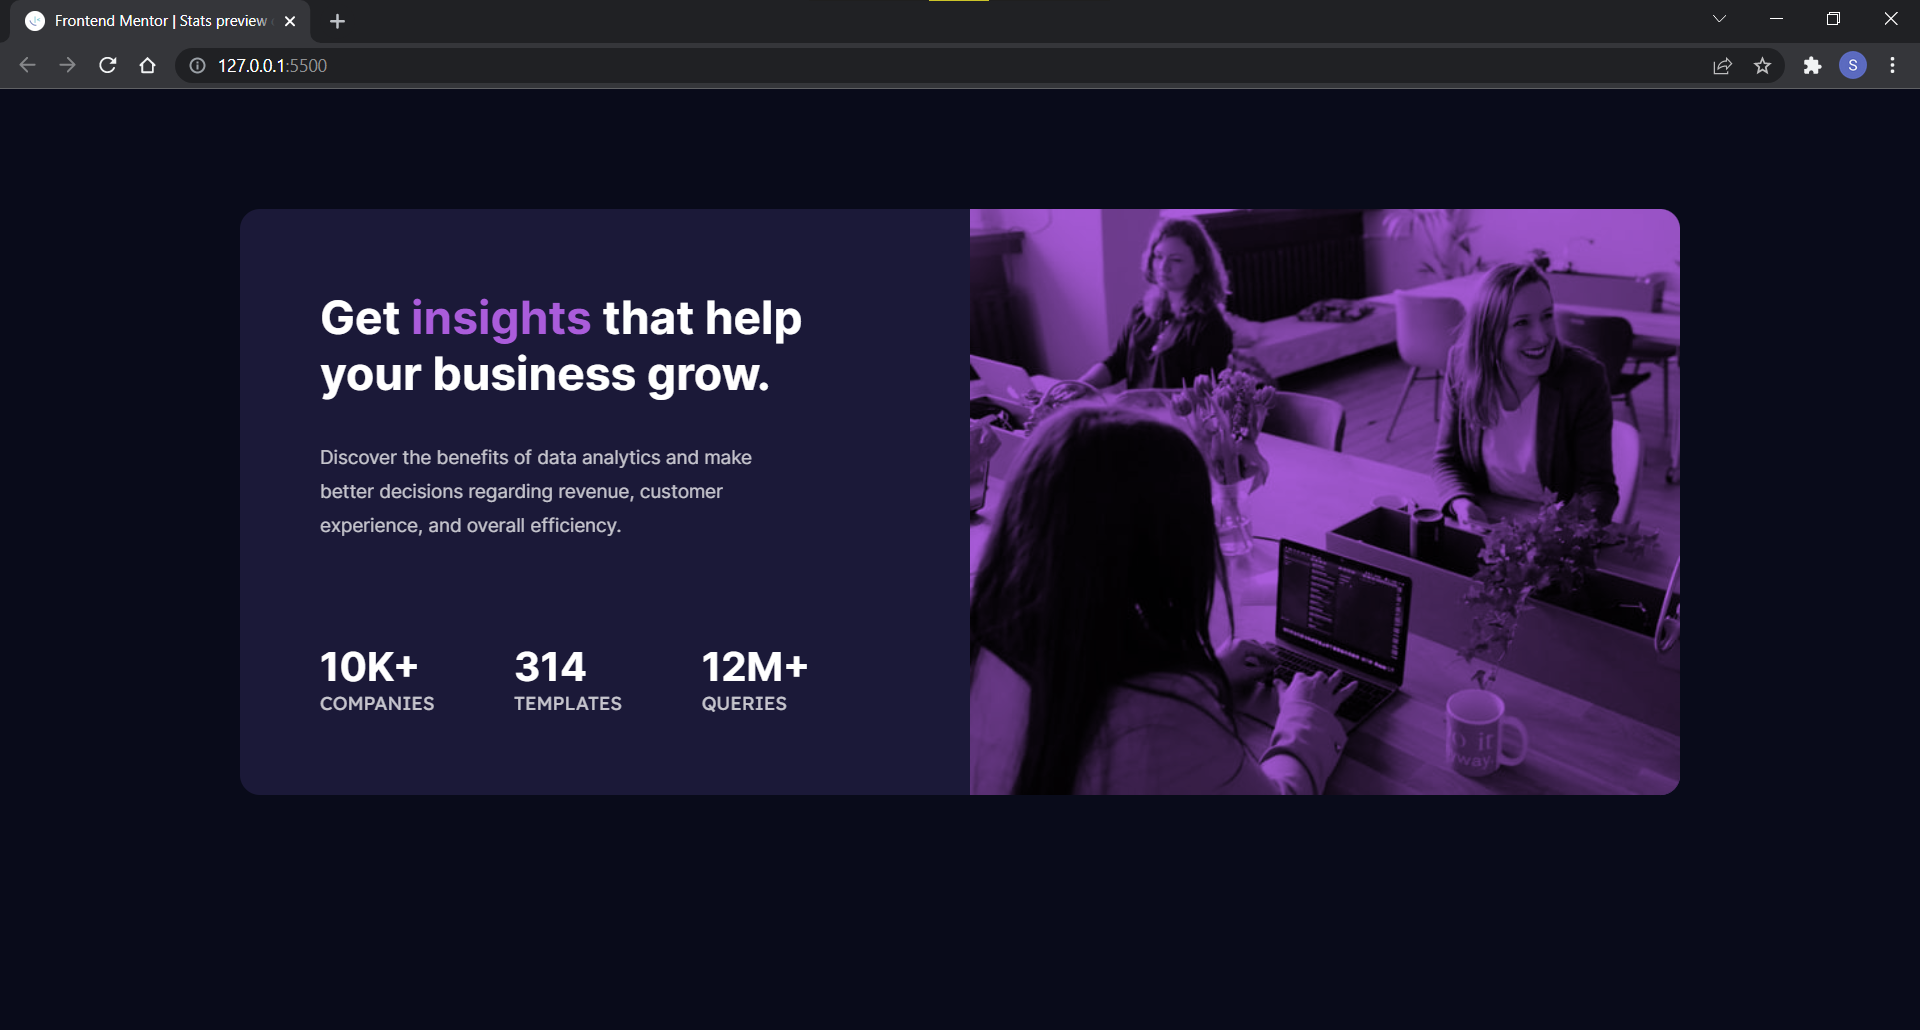 Frontend Mentor | Stats preview
127.0.0.1:5500
S
Get insights that help
your business grow.
Discover the benefits of data analytics and make
better decisions regarding revenue, customer
experience, and overall efficiency.
10K+ 314 12M+
COMPANIES TEMPLATES QUERIES
it
way.